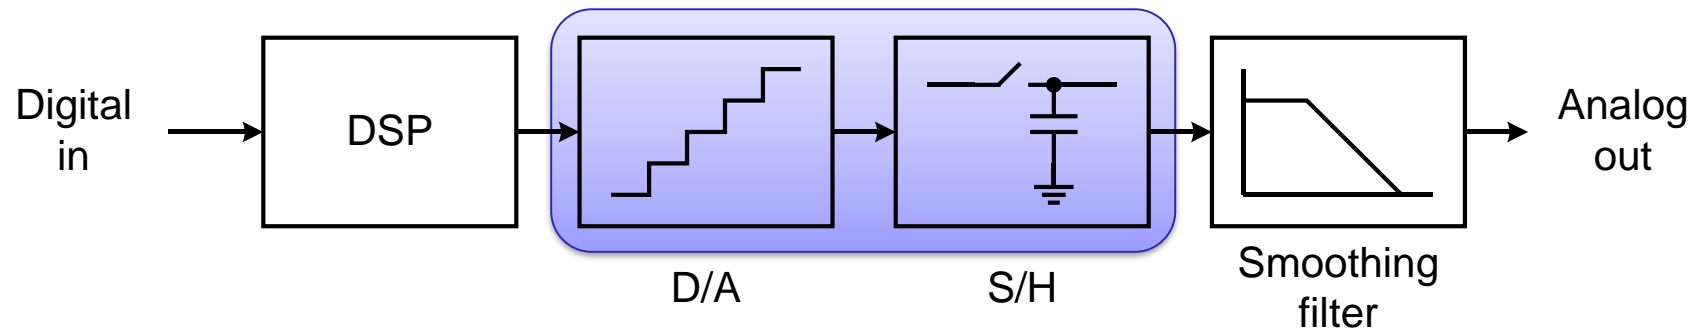 Digital
in
DSP
D/A
S/H
Smoothing
filter
Analog
out